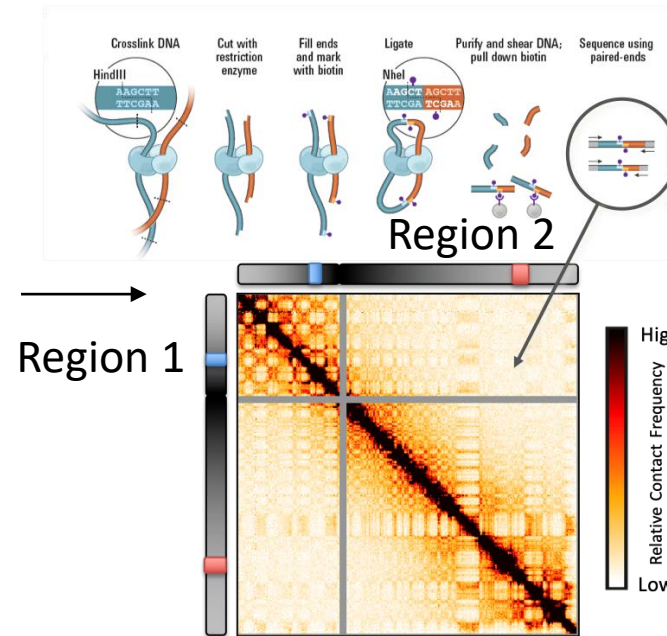 Crosslink DNA
Cut with
restriction
enzyme
Fill ends
and mark
with biotin
Ligate
Purify and shear DNA;
pull down biotin
Sequence using
paired-ends
HindIII
AAGCTT
TTCGAA
NheI
AAGCT AGCTT
TTCGA TCGAA
Region 2
Region 1
Hig
Relative Contact Frequency
Low